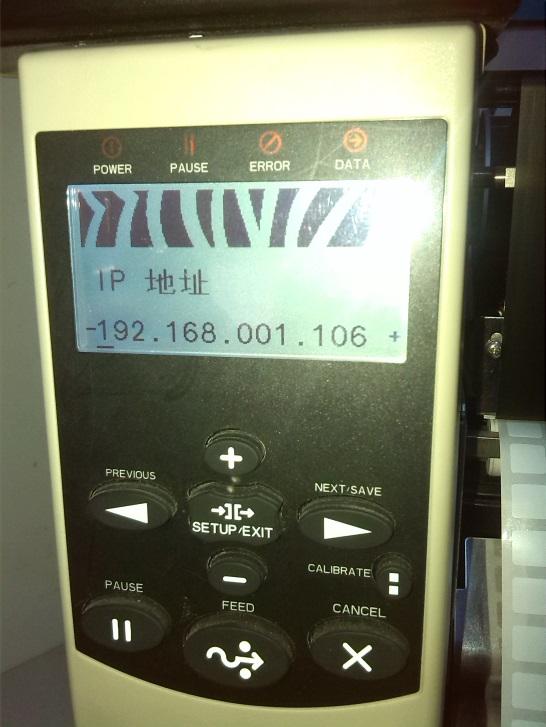 POWER PAUSE ERROR DATA
IP 地址
-192.168.001.106 +
PREVIOUS
NEXT/SAVE
SETUP/EXIT
CALIBRATE
PAUSE
FEED
CANCEL